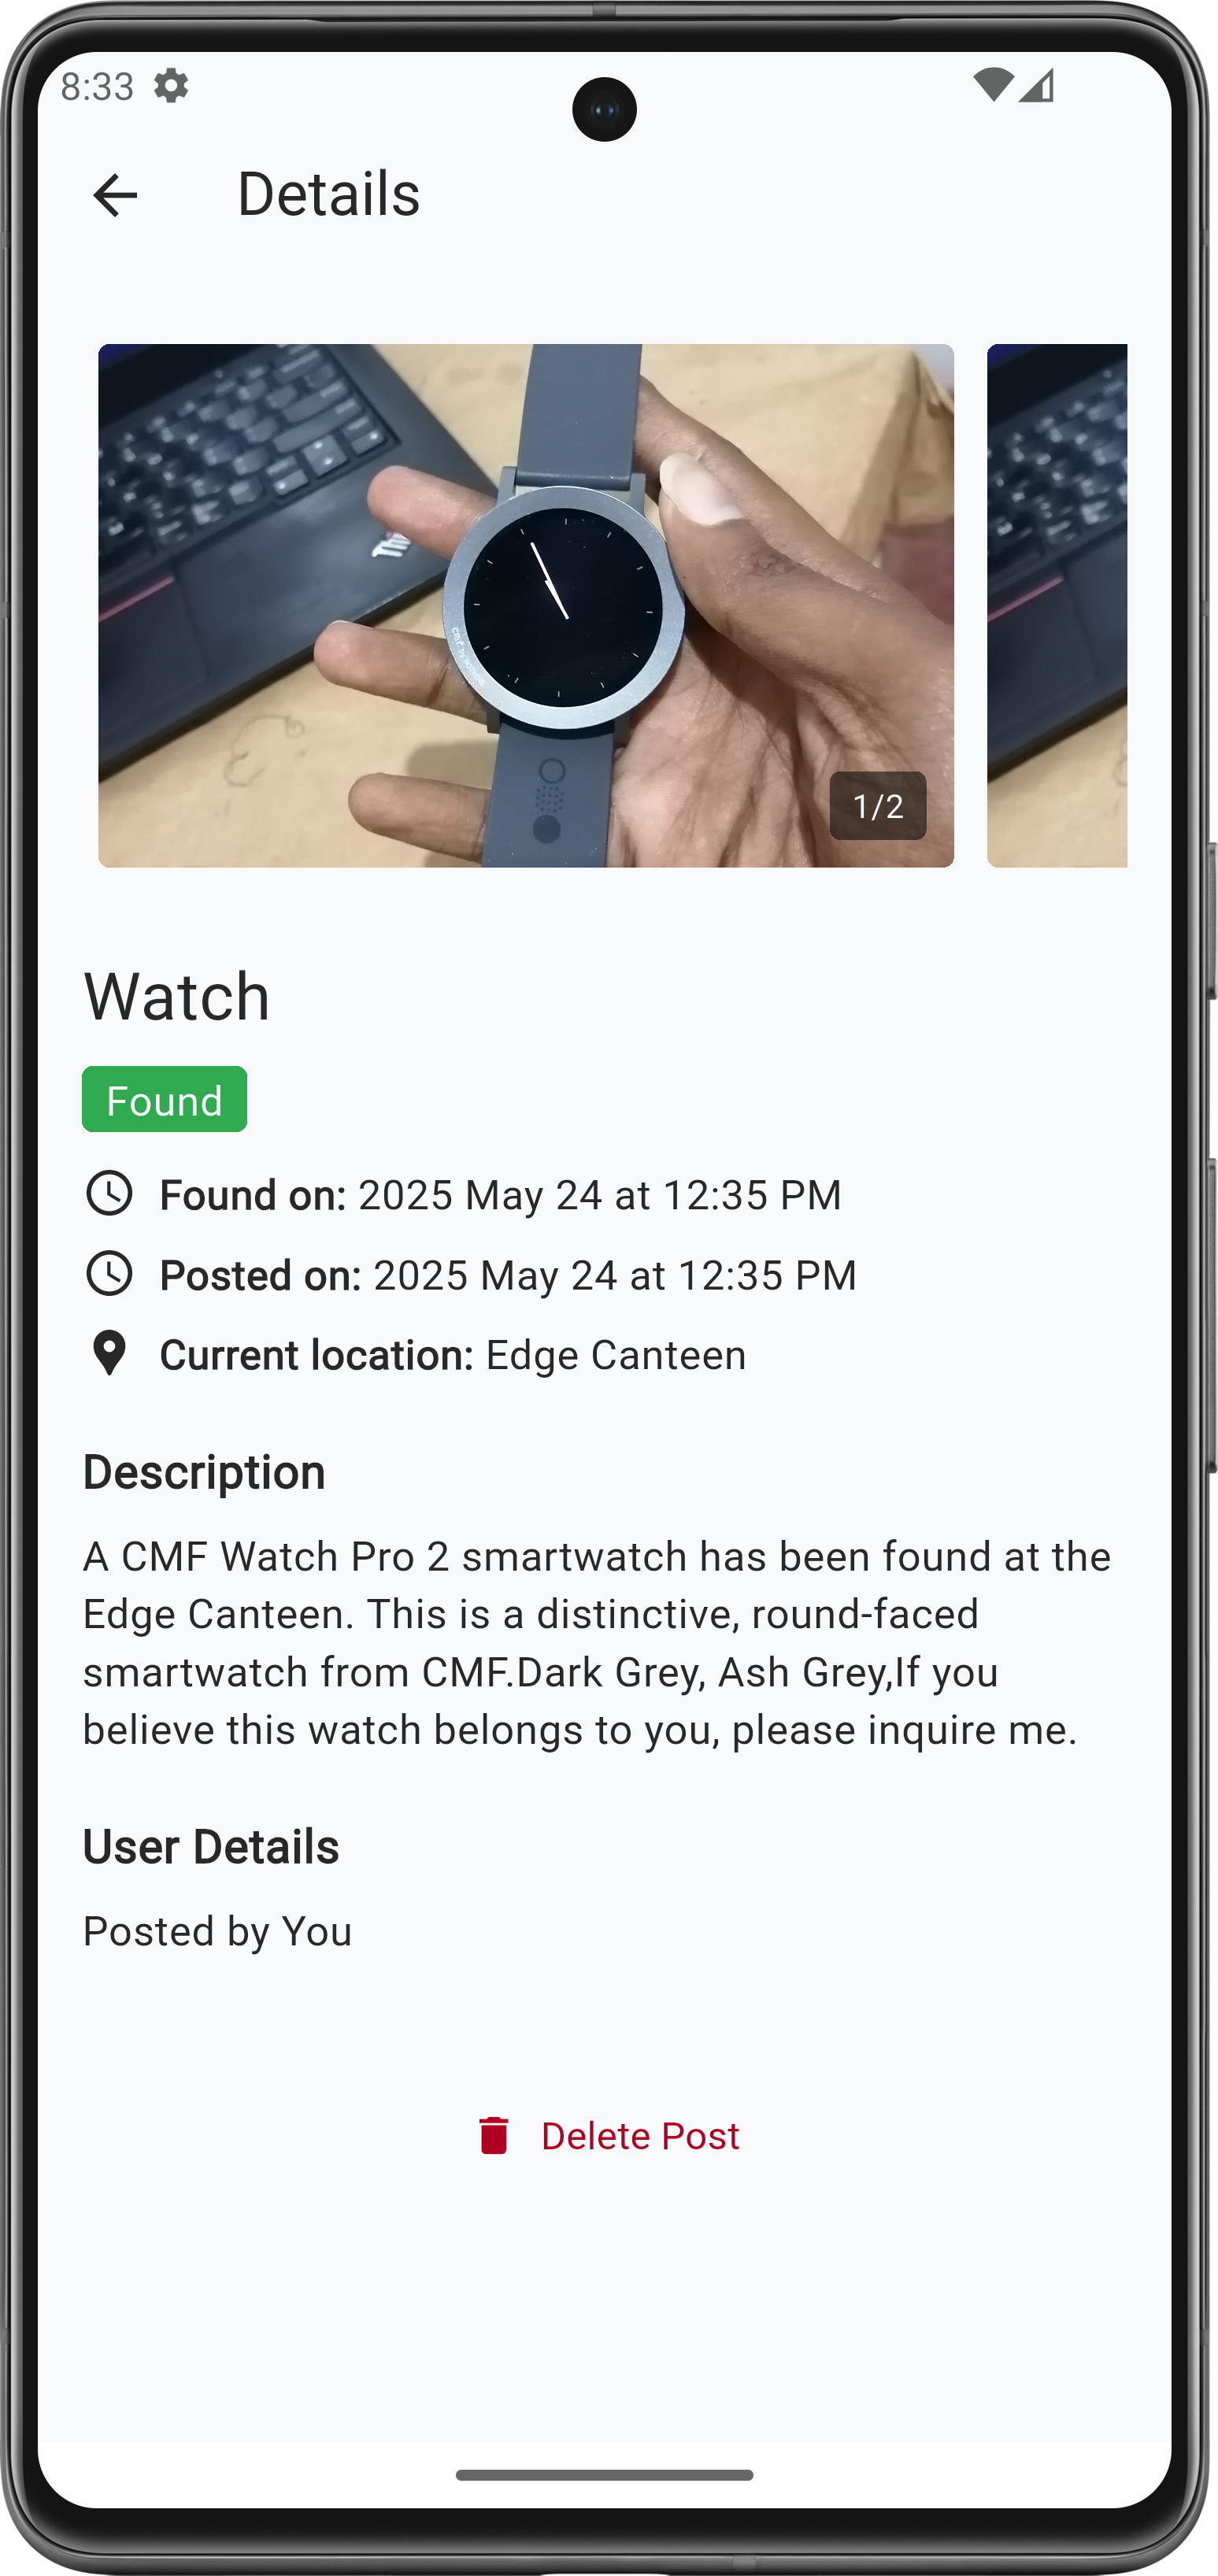 8:33
Details
1/2
Watch
Found
Found on: 2025 May 24 at 12:35 PM
Posted on: 2025 May 24 at 12:35 PM
Current location: Edge Canteen
Description
A CMF Watch Pro 2 smartwatch has been found at the
Edge Canteen. This is a distinctive, round-faced
smartwatch from CMF.Dark Grey, Ash Grey,If you
believe this watch belongs to you, please inquire me.
User Details
Posted by You
Delete Post